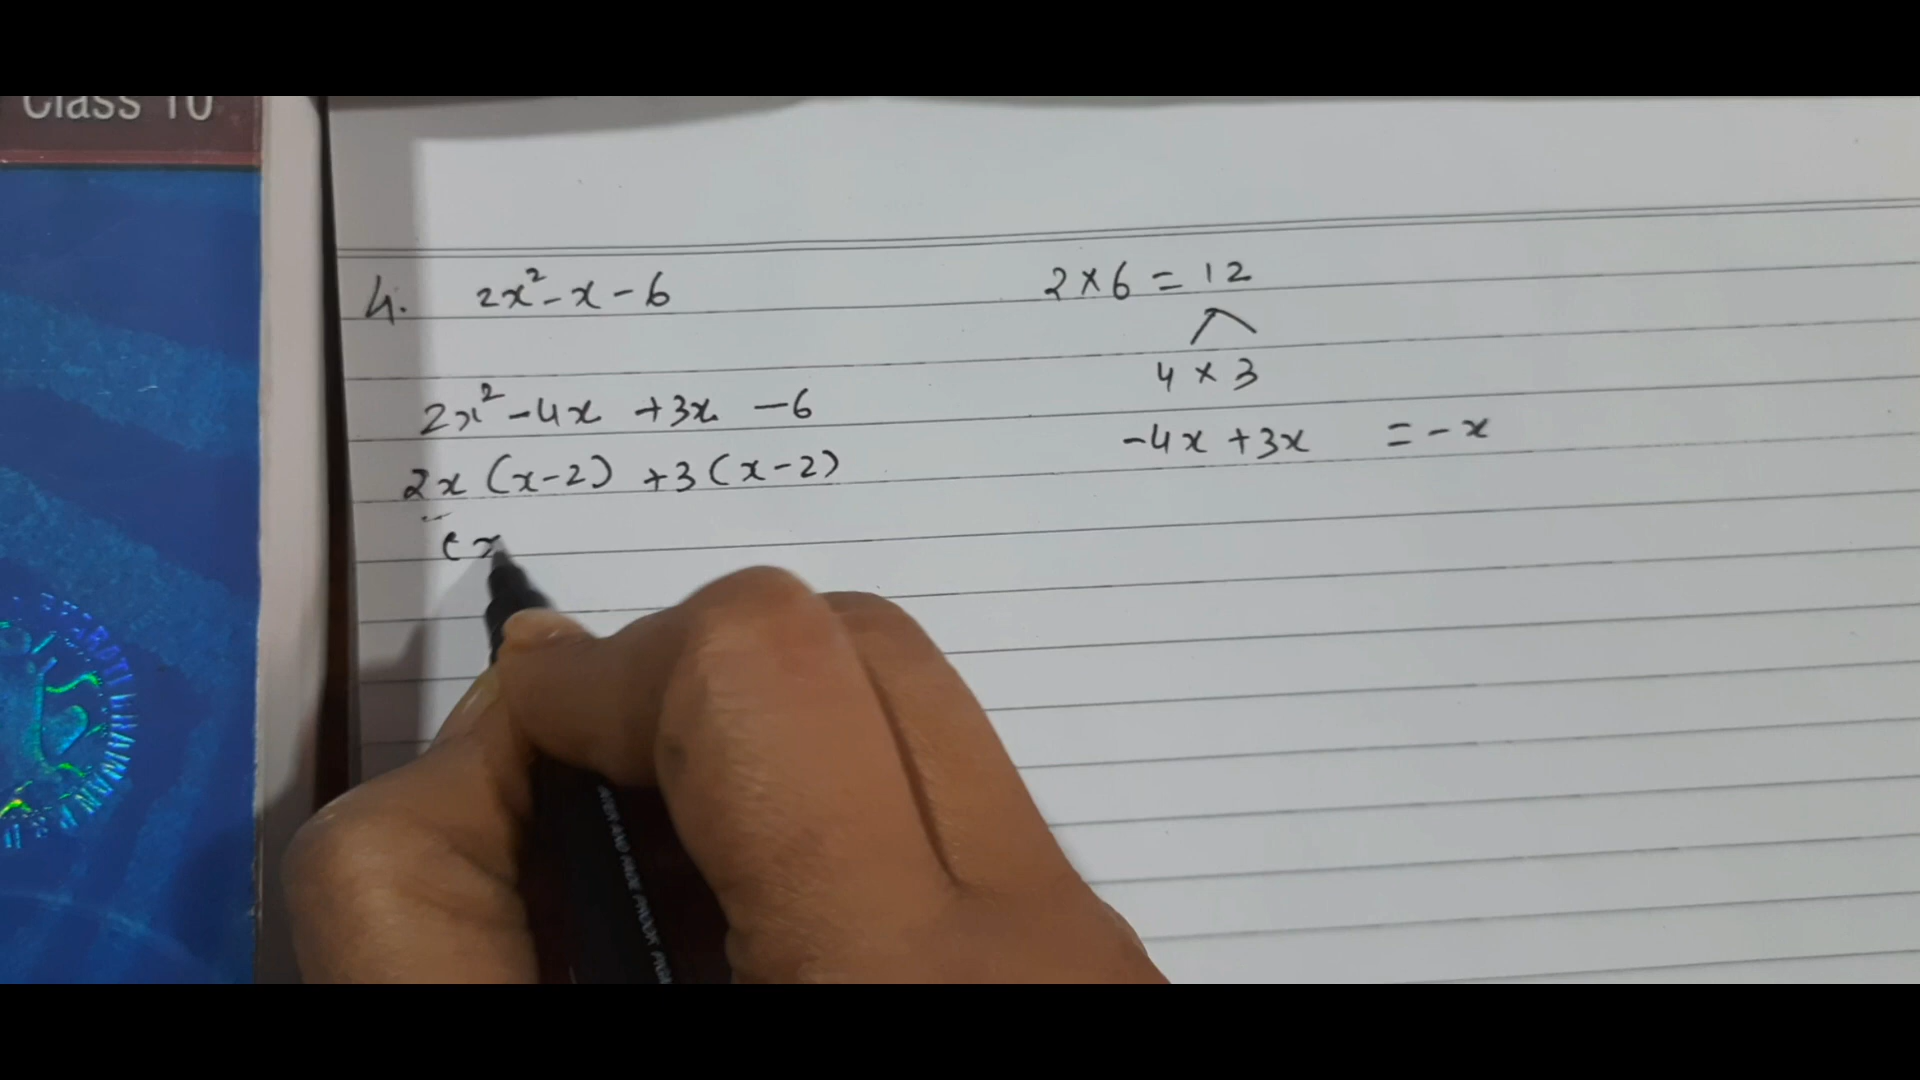 Class 10
4. 2x² - x - 6
2 × 6 = 12
4 × 3
2x² - 4x + 3x - 6
-4x + 3x = -x
2x (x-2) + 3 (x-2)
(x